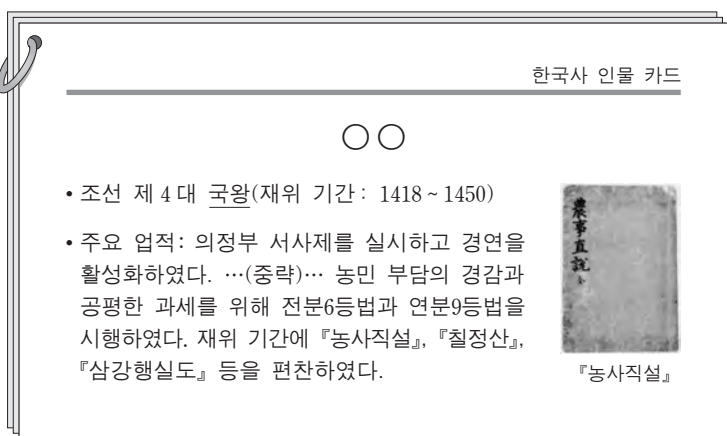 한국사 인물 카드
○○
• 조선 제4대 국왕(재위 기간: 1418~1450)
• 주요 업적: 의정부 서사제를 실시하고 경연을
활성화하였다. …(중략)… 농민 부담의 경감과
공평한 과세를 위해 전분6등법과 연분9등법을
시행하였다. 재위 기간에 『농사직설』, 『칠정산』,
『삼강행실도』 등을 편찬하였다.
農事直說
『농사직설』